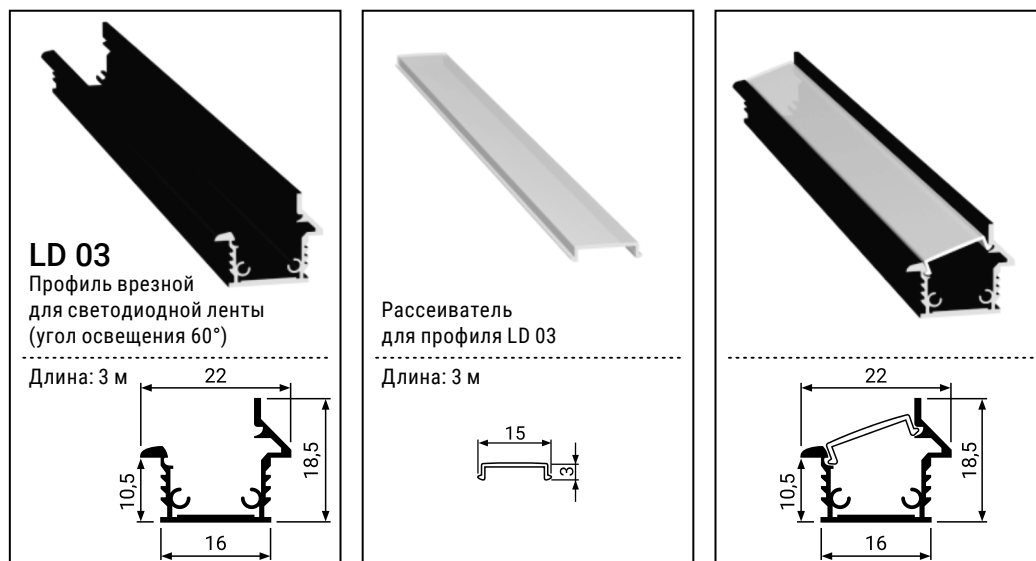 LD 03
Профиль врезной
для светодиодной ленты
(угол освещения 60°)
Длина: 3 м
22
10,5
18,5
16
Рассеиватель
для профиля LD 03
Длина: 3 м
15
3
22
10,5
18,5
16